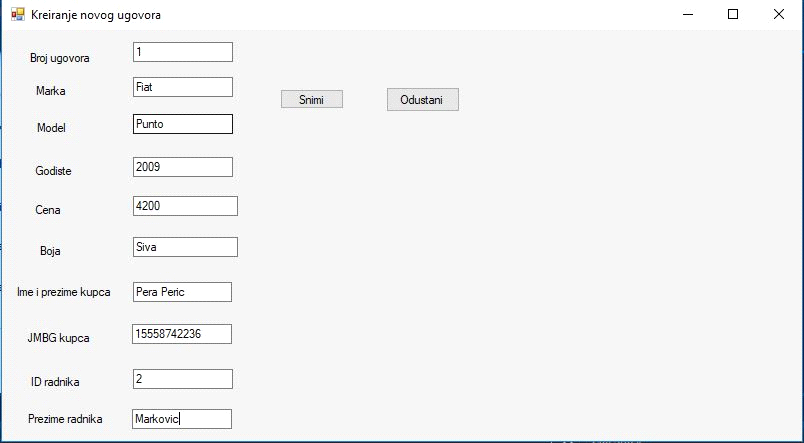 Kreiranje novog ugovora
Broj ugovora 1
Marka Fiat
Snimi Odustani
Model Punto
Godiste 2009
Cena 4200
Boja Siva
Ime i prezime kupca Pera Peric
JMBG kupca 15558742236
ID radnika 2
Prezime radnika Markovic